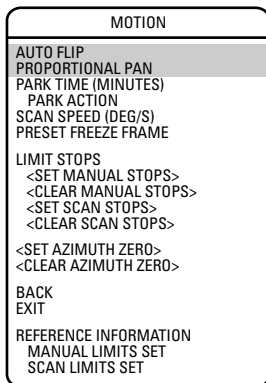 MOTION
AUTO FLIP
PROPORTIONAL PAN
PARK TIME (MINUTES)
PARK ACTION
SCAN SPEED (DEG/S)
PRESET FREEZE FRAME
LIMIT STOPS
<SET MANUAL STOPS>
<CLEAR MANUAL STOPS>
<SET SCAN STOPS>
<CLEAR SCAN STOPS>
<SET AZIMUTH ZERO>
<CLEAR AZIMUTH ZERO>
BACK
EXIT
REFERENCE INFORMATION
MANUAL LIMITS SET
SCAN LIMITS SET